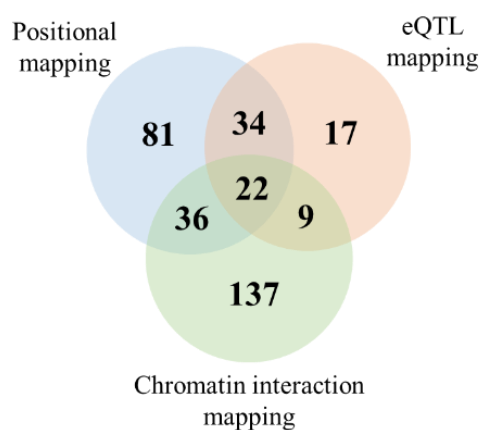 Positional
mapping
eQTL
mapping
81
34
17
22
36
9
137
Chromatin interaction
mapping